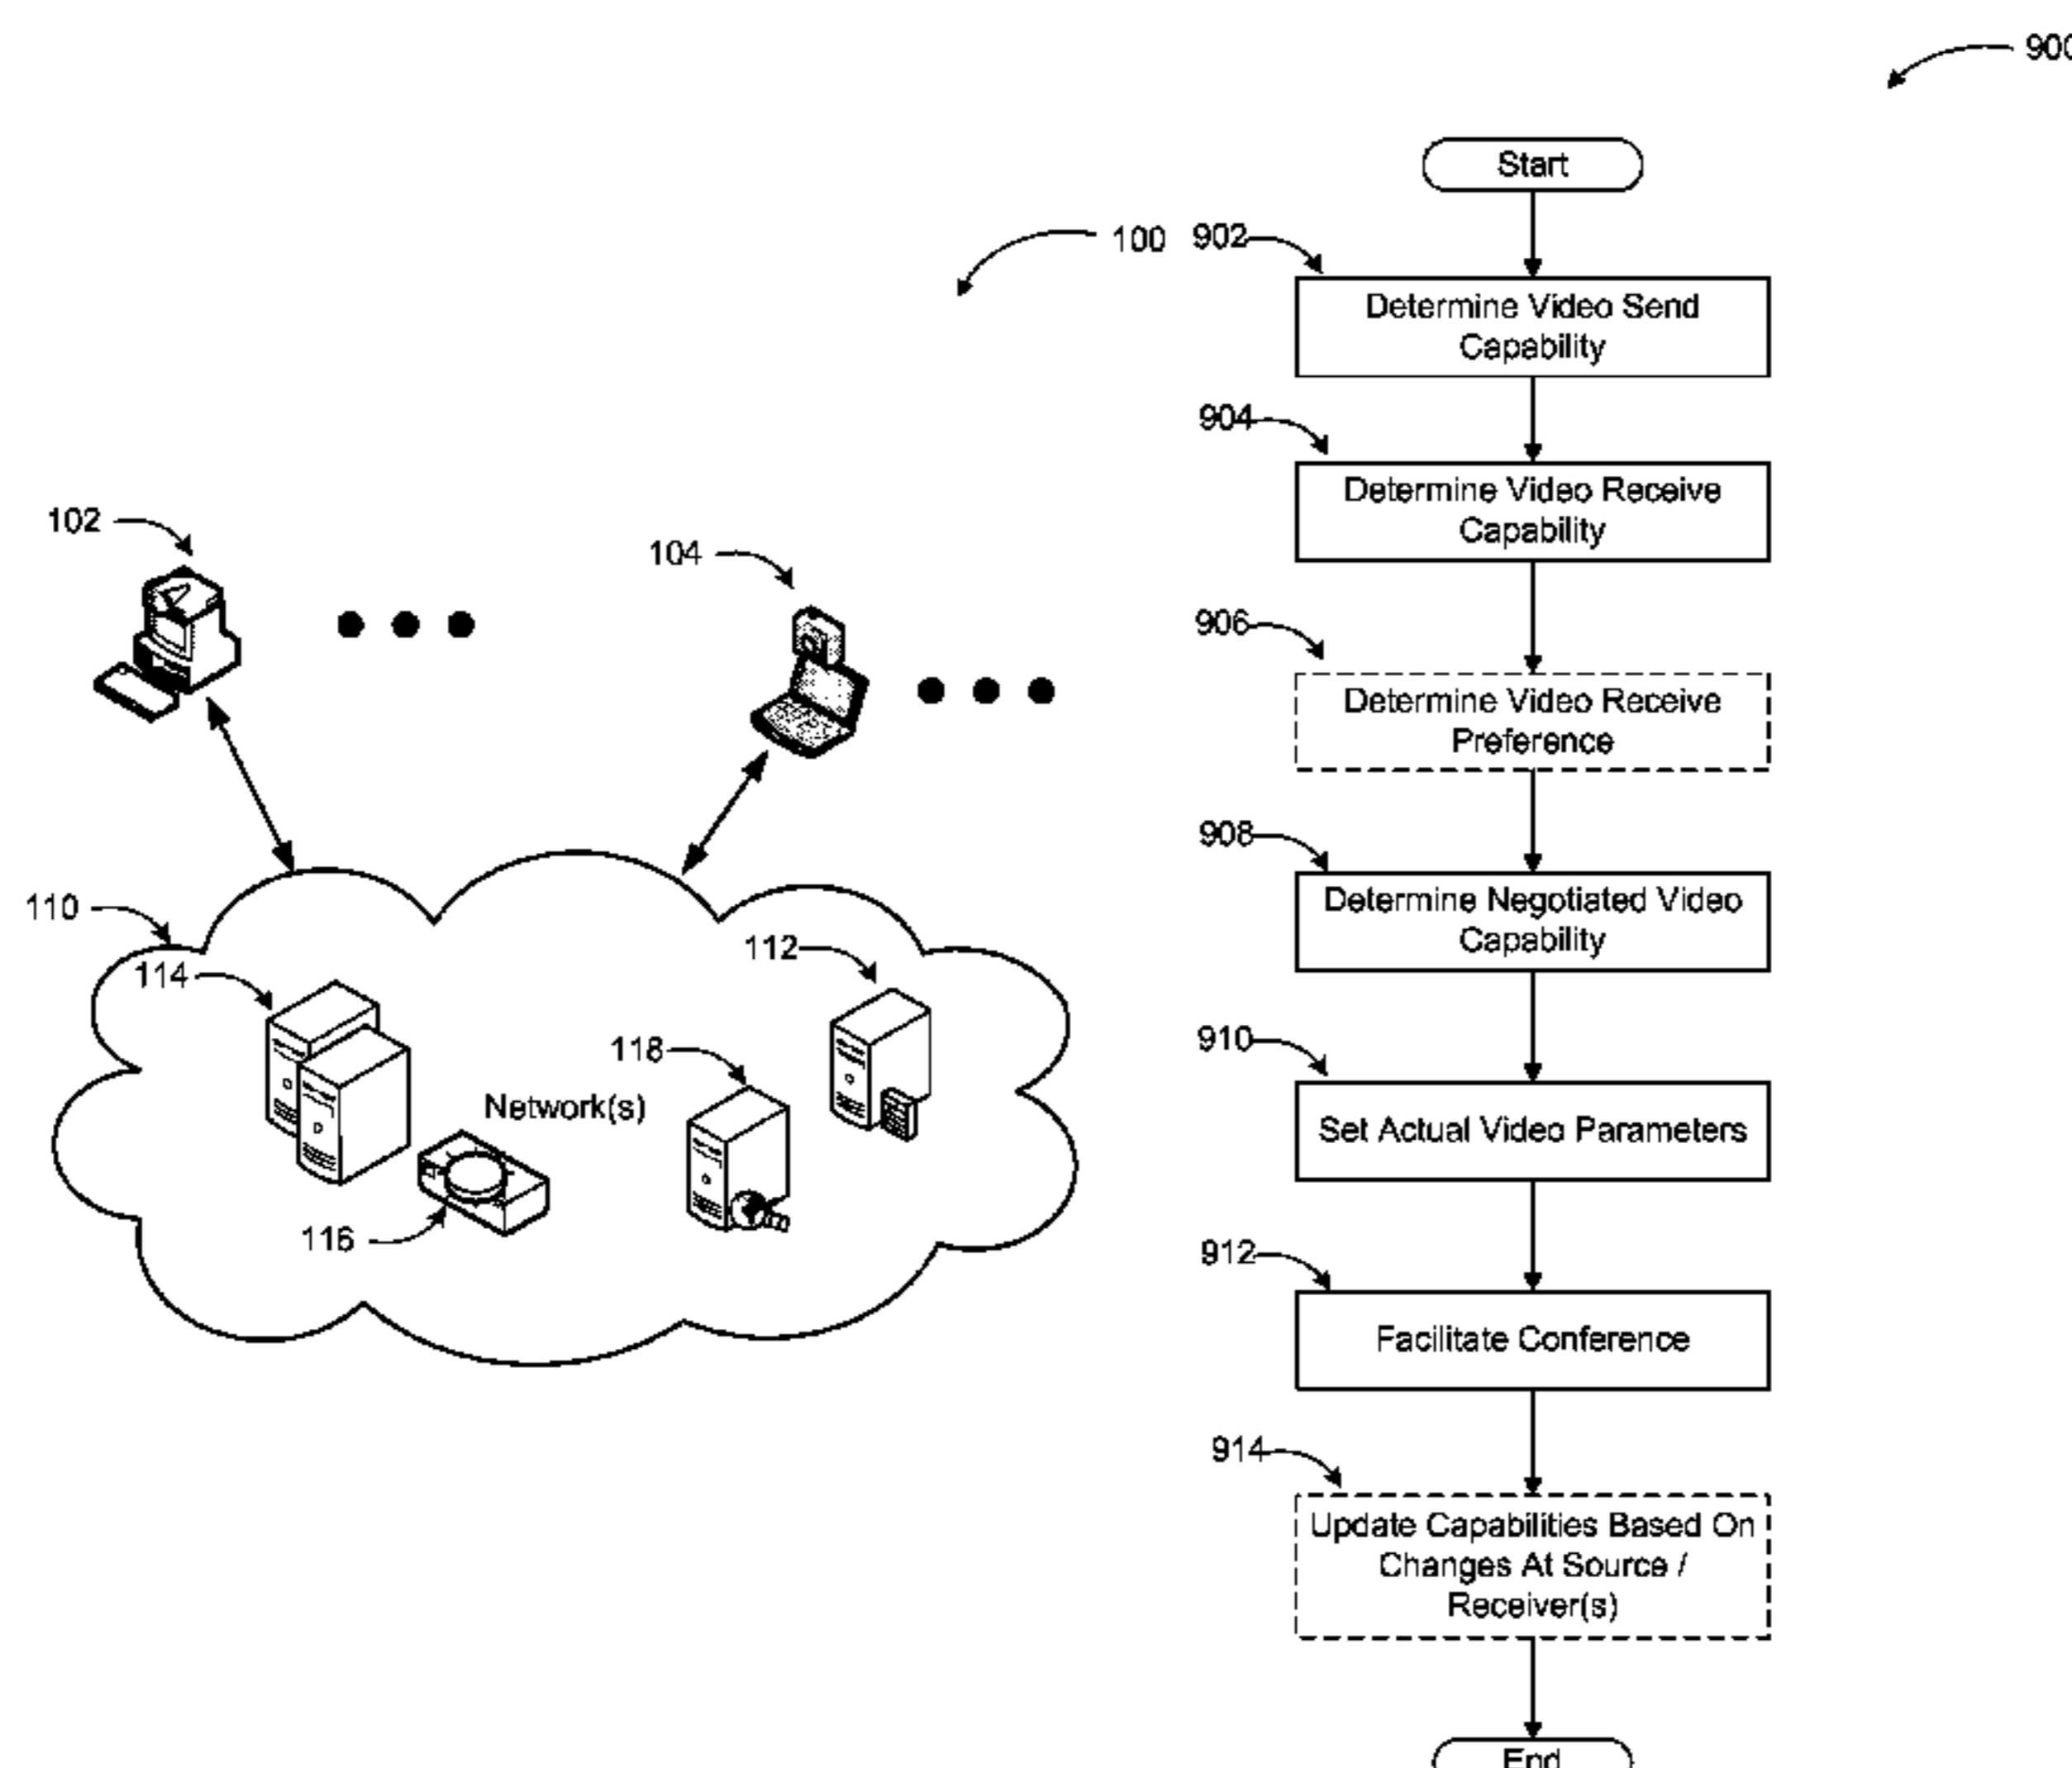 100
102
104
110
114
112
118
Network(s)
116
900
Start
902
Determine Video Send
Capability
904
Determine Video Receive
Capability
906
Determine Video Receive
Preference
908
Determine Negotiated Video
Capability
910
Set Actual Video Parameters
912
Facilitate Conference
914
Update Capabilities Based On
Changes At Source /
Receiver(s)
End